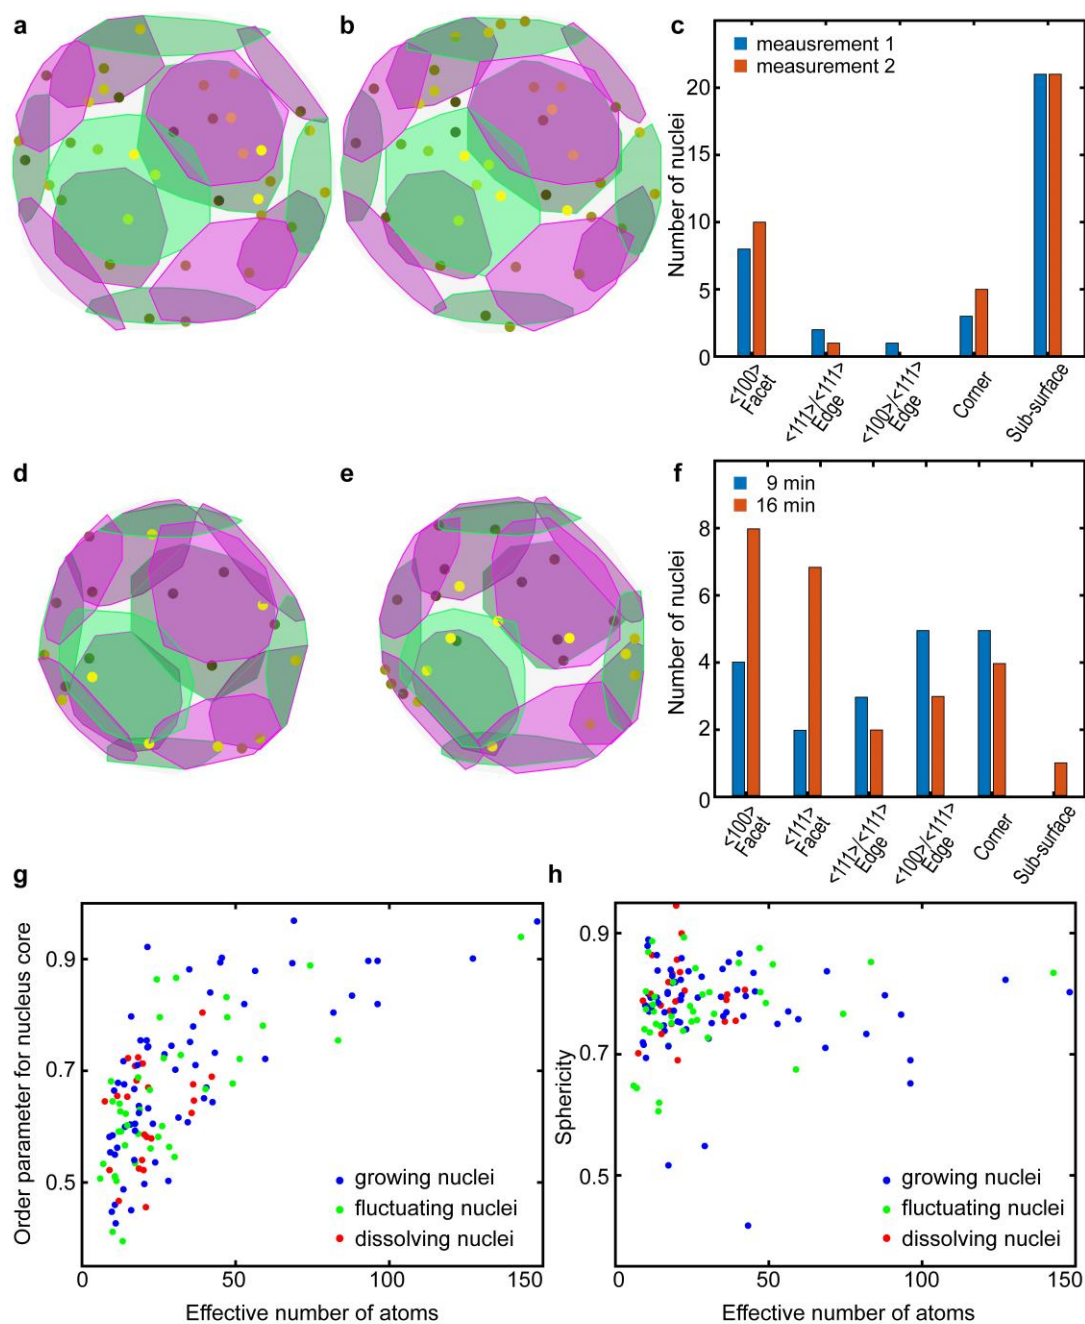 a
b
c
meausrement 1
measurement 2
Number of nuclei
20
15
10
5
0
<100>
Facet
<111>/<111>
Edge
<100>/<111>
Edge
Corner
Sub-surface
d
e
f
9 min
16 min
Number of nuclei
8
6
4
2
0
<100>
Facet
<111>
Facet
<111>/<111>
Edge
<100>/<111>
Edge
Corner
Sub-surface
g
Order parameter for nucleus core
0.9
0.7
0.5
growing nuclei
fluctuating nuclei
dissolving nuclei
0
50
100
150
Effective number of atoms
h
Sphericity
0.9
0.7
0.5
growing nuclei
fluctuating nuclei
dissolving nuclei
0
50
100
150
Effective number of atoms